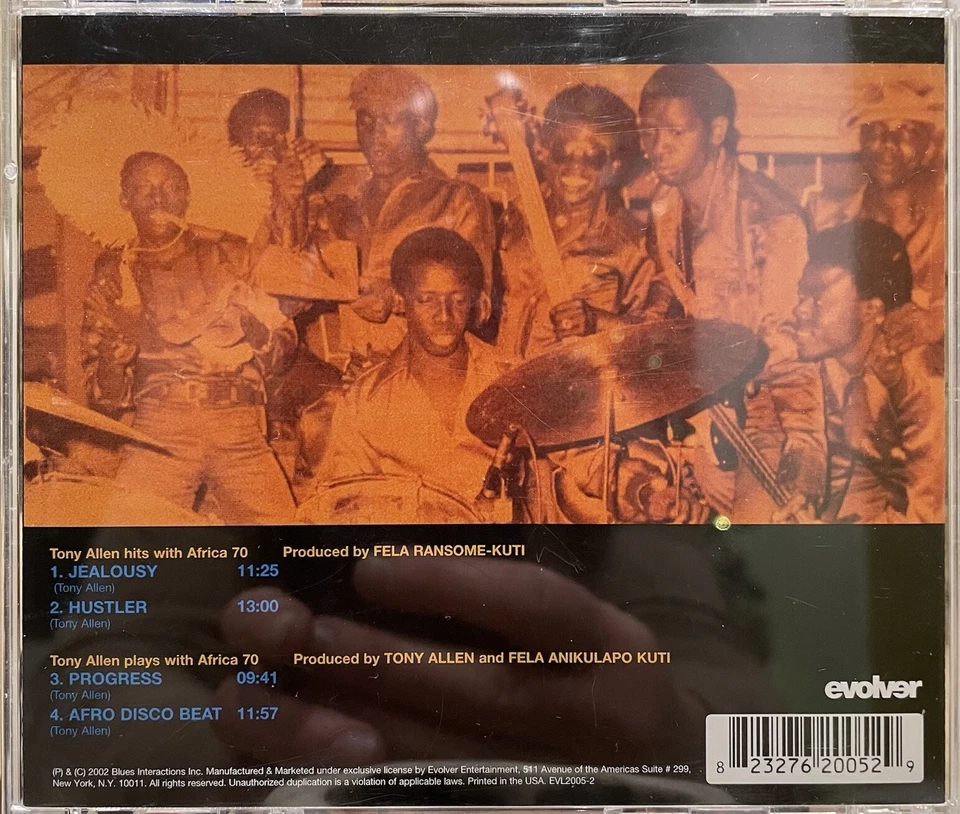 Tony Allen hits with Africa 70 Produced by FELA RANSOME-KUTI
1. JEALOUSY 11:25
(Tony Allen)
2. HUSTLER 13:00
(Tony Allen)
Tony Allen plays with Africa 70 Produced by TONY ALLEN and FELA ANIKULAPO KUTI
3. PROGRESS 09:41
(Tony Allen)
4. AFRO DISCO BEAT 11:57
(Tony Allen)
evolver
8 23276 20052 9
(P) & (C) 2002 Blues Interactions Inc. Manufactured & Marketed under exclusive license by Evolver Entertainment, 511 Avenue of the Americas Suite # 299,
New York, N.Y. 10011. All rights reserved. Unauthorized duplication is a violation of applicable laws. Printed in the USA. EVL2005-2